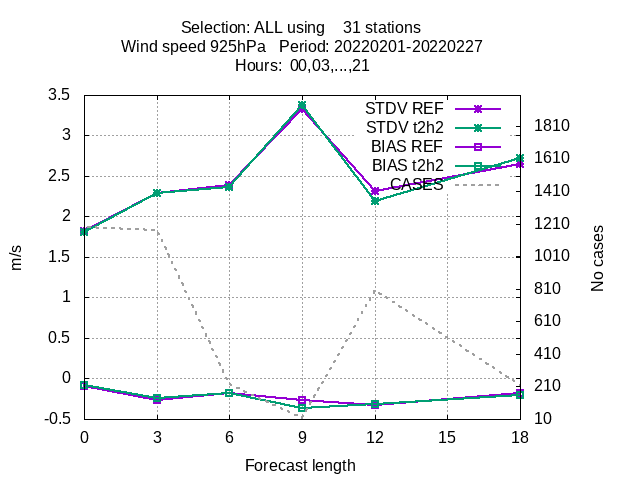 Selection: ALL using 31 stations
Wind speed 925hPa Period: 20220201-20220227
Hours: 00,03,...,21
STDV REF
STDV t2h2
BIAS REF
BIAS t2h2
CASES
3.5
3
2.5
2
1.5
1
0.5
0
-0.5
m/s
1810
1610
1410
1210
1010
810
610
410
210
10
No cases
0 3 6 9 12 15 18
Forecast length